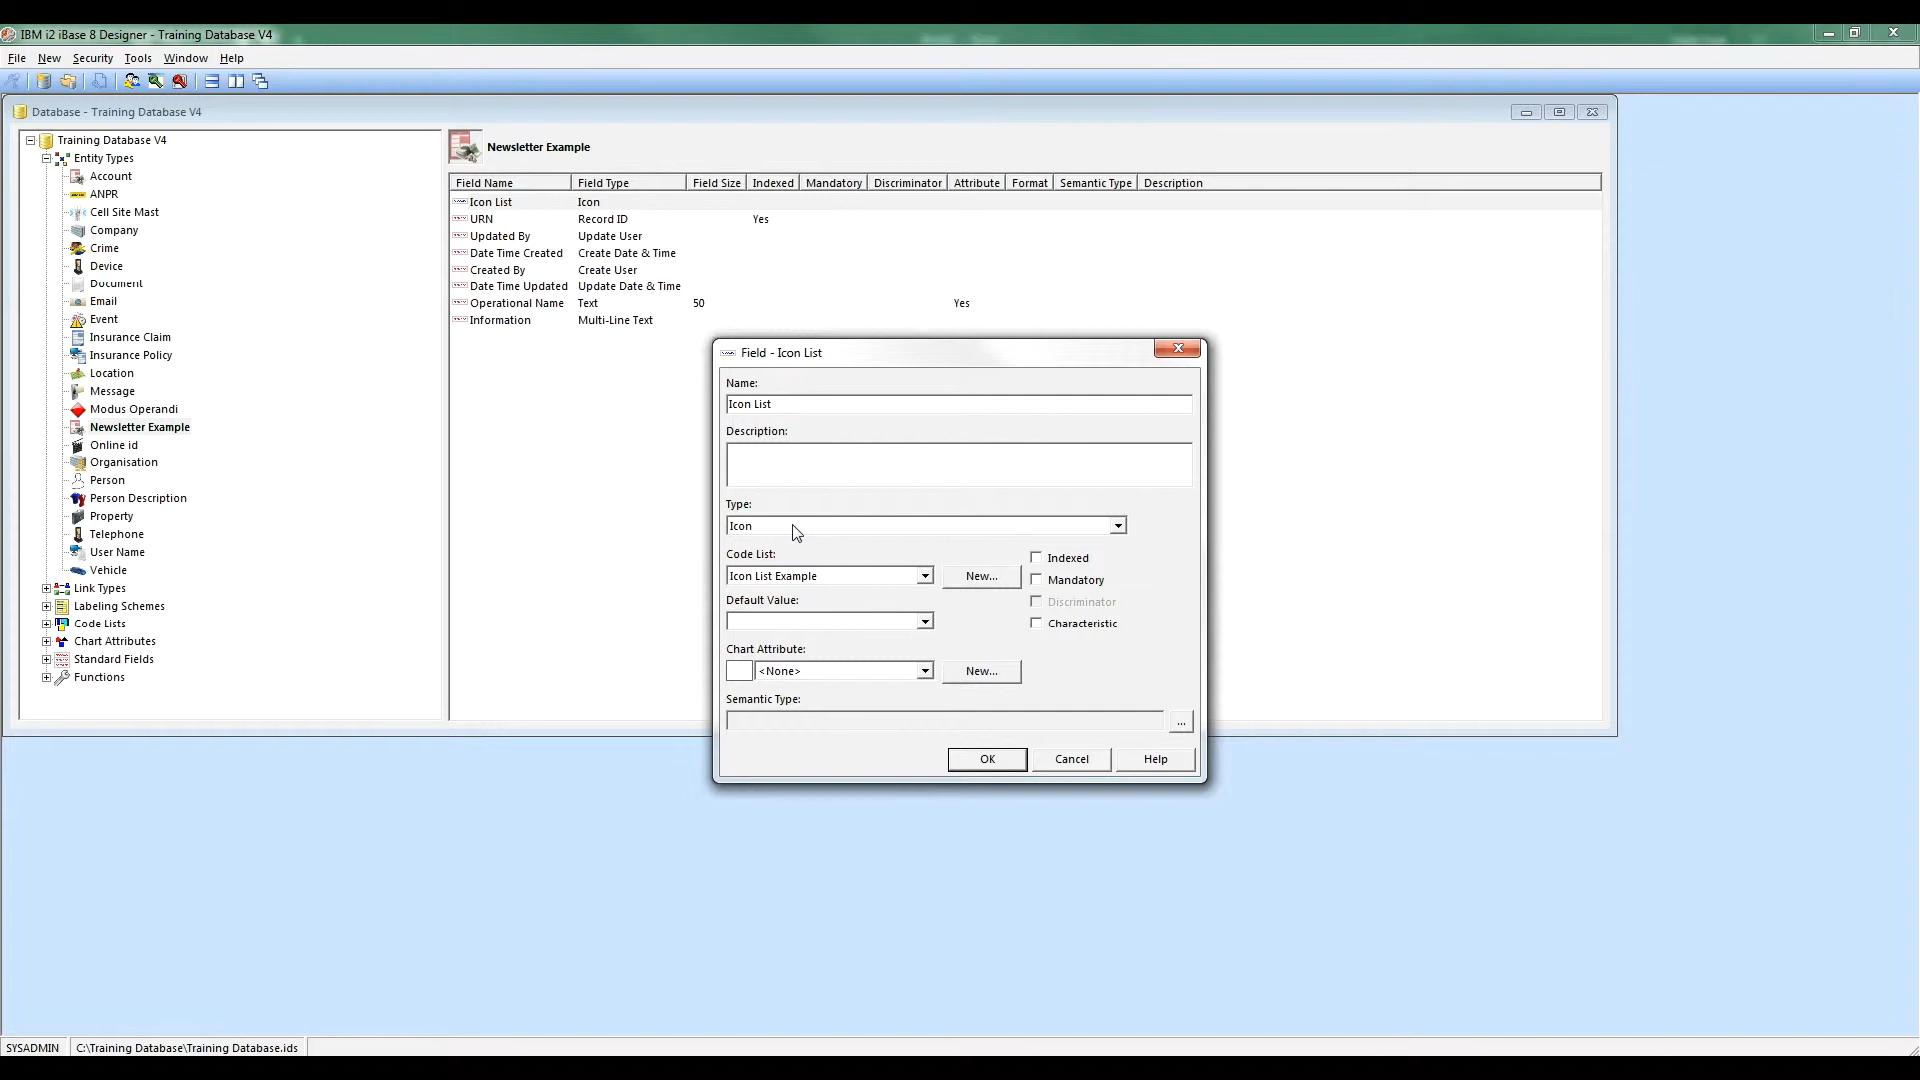 IBM i2 iBase 8 Designer - Training Database V4
File New Security Tools Window Help
Database - Training Database V4
Training Database V4
Entity Types
Account
ANPR
Cell Site Mast
Company
Crime
Device
Document
Email
Event
Insurance Claim
Insurance Policy
Location
Message
Modus Operandi
Newsletter Example
Online id
Organisation
Person
Person Description
Property
Telephone
User Name
Vehicle
Link Types
Labeling Schemes
Code Lists
Chart Attributes
Standard Fields
Functions
Newsletter Example
Field Name Field Type Field Size Indexed Mandatory Discriminator Attribute Format Semantic Type Description
Icon List Icon
URN Record ID Yes
Updated By Update User
Date Time Created Create Date & Time
Created By Create User
Date Time Updated Update Date & Time
Operational Name Text 50 Yes
Information Multi-Line Text
Field - Icon List
Name:
Icon List
Description:
Type:
Icon
Code List:
Icon List Example New...
Indexed
Mandatory
Discriminator
Characteristic
Default Value:
Chart Attribute:
<None> New...
Semantic Type:
...
OK Cancel Help
SYSADMIN C:\Training Database\Training Database.ids